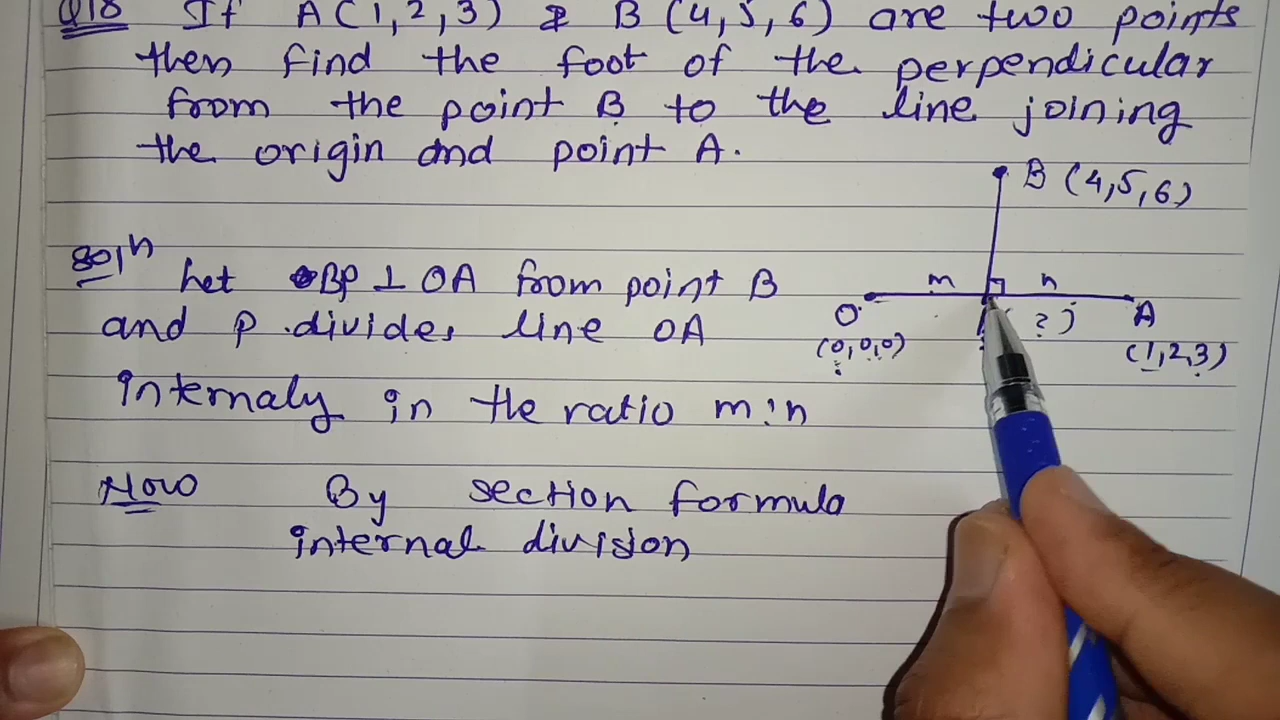 Q18 If A(1,2,3) & B(4,5,6) are two points
then find the foot of the perpendicular
from the point B to the line joining
the origin and point A.
B (4,5,6)
Soln Let BP ⊥ OA from point B
and P divides line OA
internaly in the ratio m:n
m n
O ( ? ) A
(0,0,0) (1,2,3)
Now By section formula
internal division